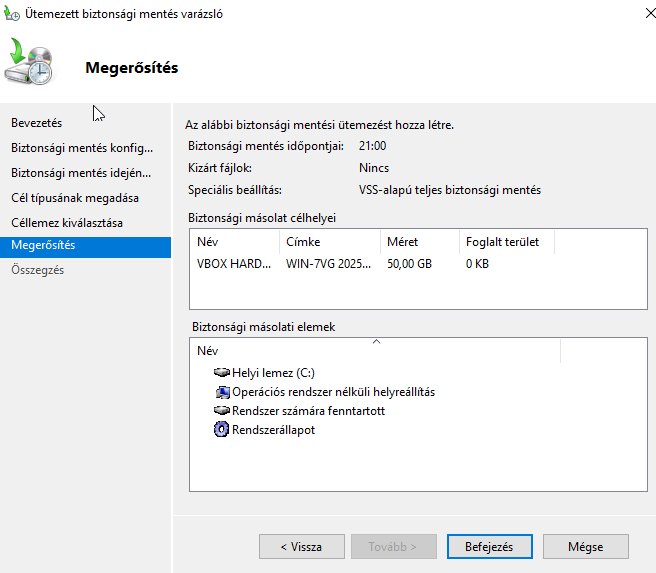 Ütemezett biztonsági mentés varázsló
Megerősítés
Bevezetés
Biztonsági mentés konfig...
Biztonsági mentés idején...
Cél típusának megadása
Céllemez kiválasztása
Megerősítés
Összegzés
Az alábbi biztonsági mentési ütemezést hozza létre.
Biztonsági mentés időpontjai: 21:00
Kizárt fájlok: Nincs
Speciális beállítás: VSS-alapú teljes biztonsági mentés
Biztonsági másolat célhelyei
Név Címke Méret Foglalt terület
VBOX HARD... WIN-7VG 2025... 50,00 GB 0 KB
Biztonsági másolati elemek
Név
Helyi lemez (C:)
Operációs rendszer nélküli helyreállítás
Rendszer számára fenntartott
Rendszerállapot
< Vissza Tovább > Befejezés Mégse